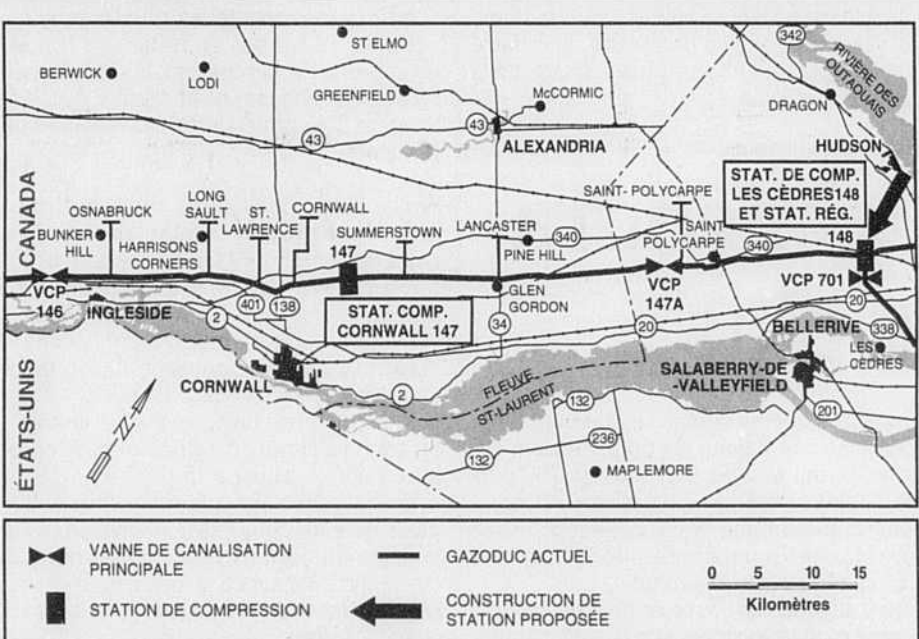 ST ELMO
342
BERWICK
LODI
GREENFIELD
McCORMIC
RIVIÈRE DES
OUTAOUAIS
DRAGON
43
43
ALEXANDRIA
HUDSON
STAT. DE COMP.
LES CÈDRES148
ET STAT. RÉG.
CANADA
OSNABRUCK
LONG
SAULT
ST.
LAWRENCE
CORNWALL
SAINT-POLYCARPE
BUNKER
HILL
HARRISONS
CORNERS
147
SUMMERSTOWN
LANCASTER
PINE HILL
340
SAINT
POLYCARPE
340
148
VCP
146
INGLESIDE
401
138
STAT. COMP.
CORNWALL 147
GLEN
GORDON
VCP
147A
VCP 701
20
2
34
20
BELLERIVE
338
LES
CÈDRES
ÉTATS-UNIS
CORNWALL
2
FLEUVE
ST-LAURENT
SALABERRY-DE
-VALLEYFIELD
N
132
201
132
236
MAPLEMORE
VANNE DE CANALISATION
PRINCIPALE
GAZODUC ACTUEL
0 5 10 15
Kilomètres
STATION DE COMPRESSION
CONSTRUCTION DE
STATION PROPOSÉE